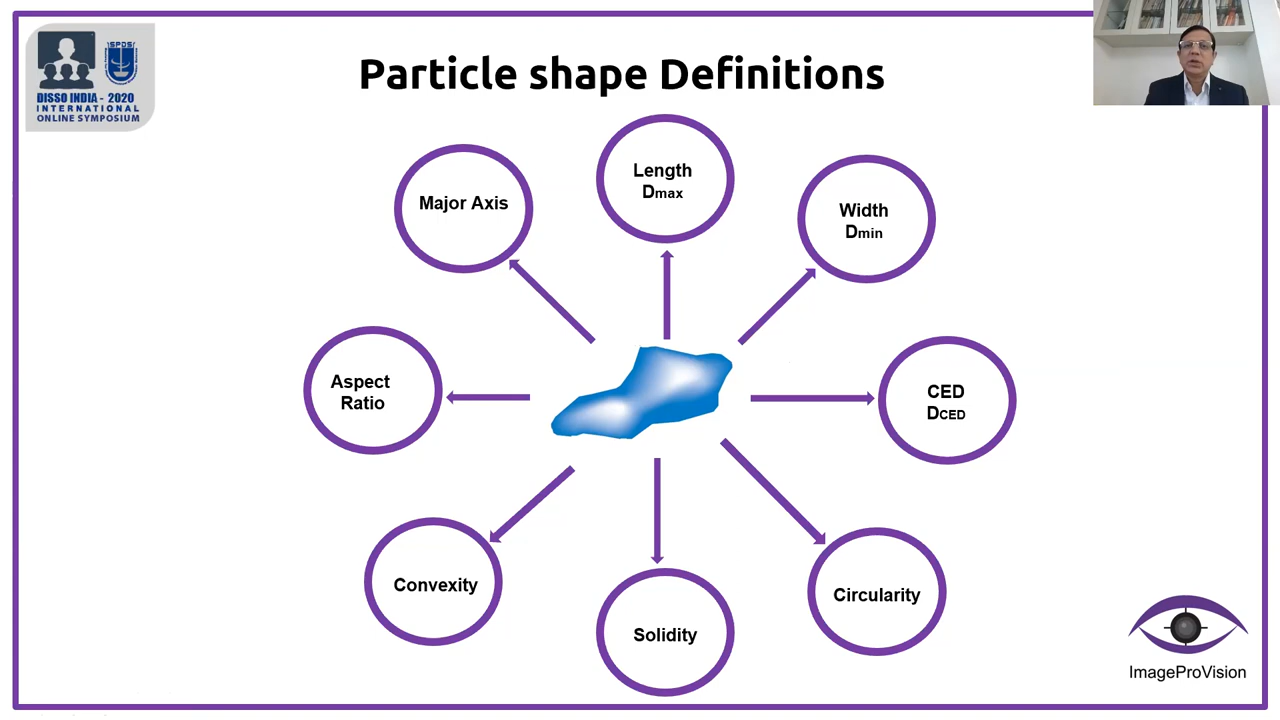 SPDS
DISSO INDIA - 2020
INTERNATIONAL
ONLINE SYMPOSIUM
Particle shape Definitions
Major Axis
Length
Dmax
Width
Dmin
Aspect
Ratio
CED
DCED
Convexity
Solidity
Circularity
ImageProVision